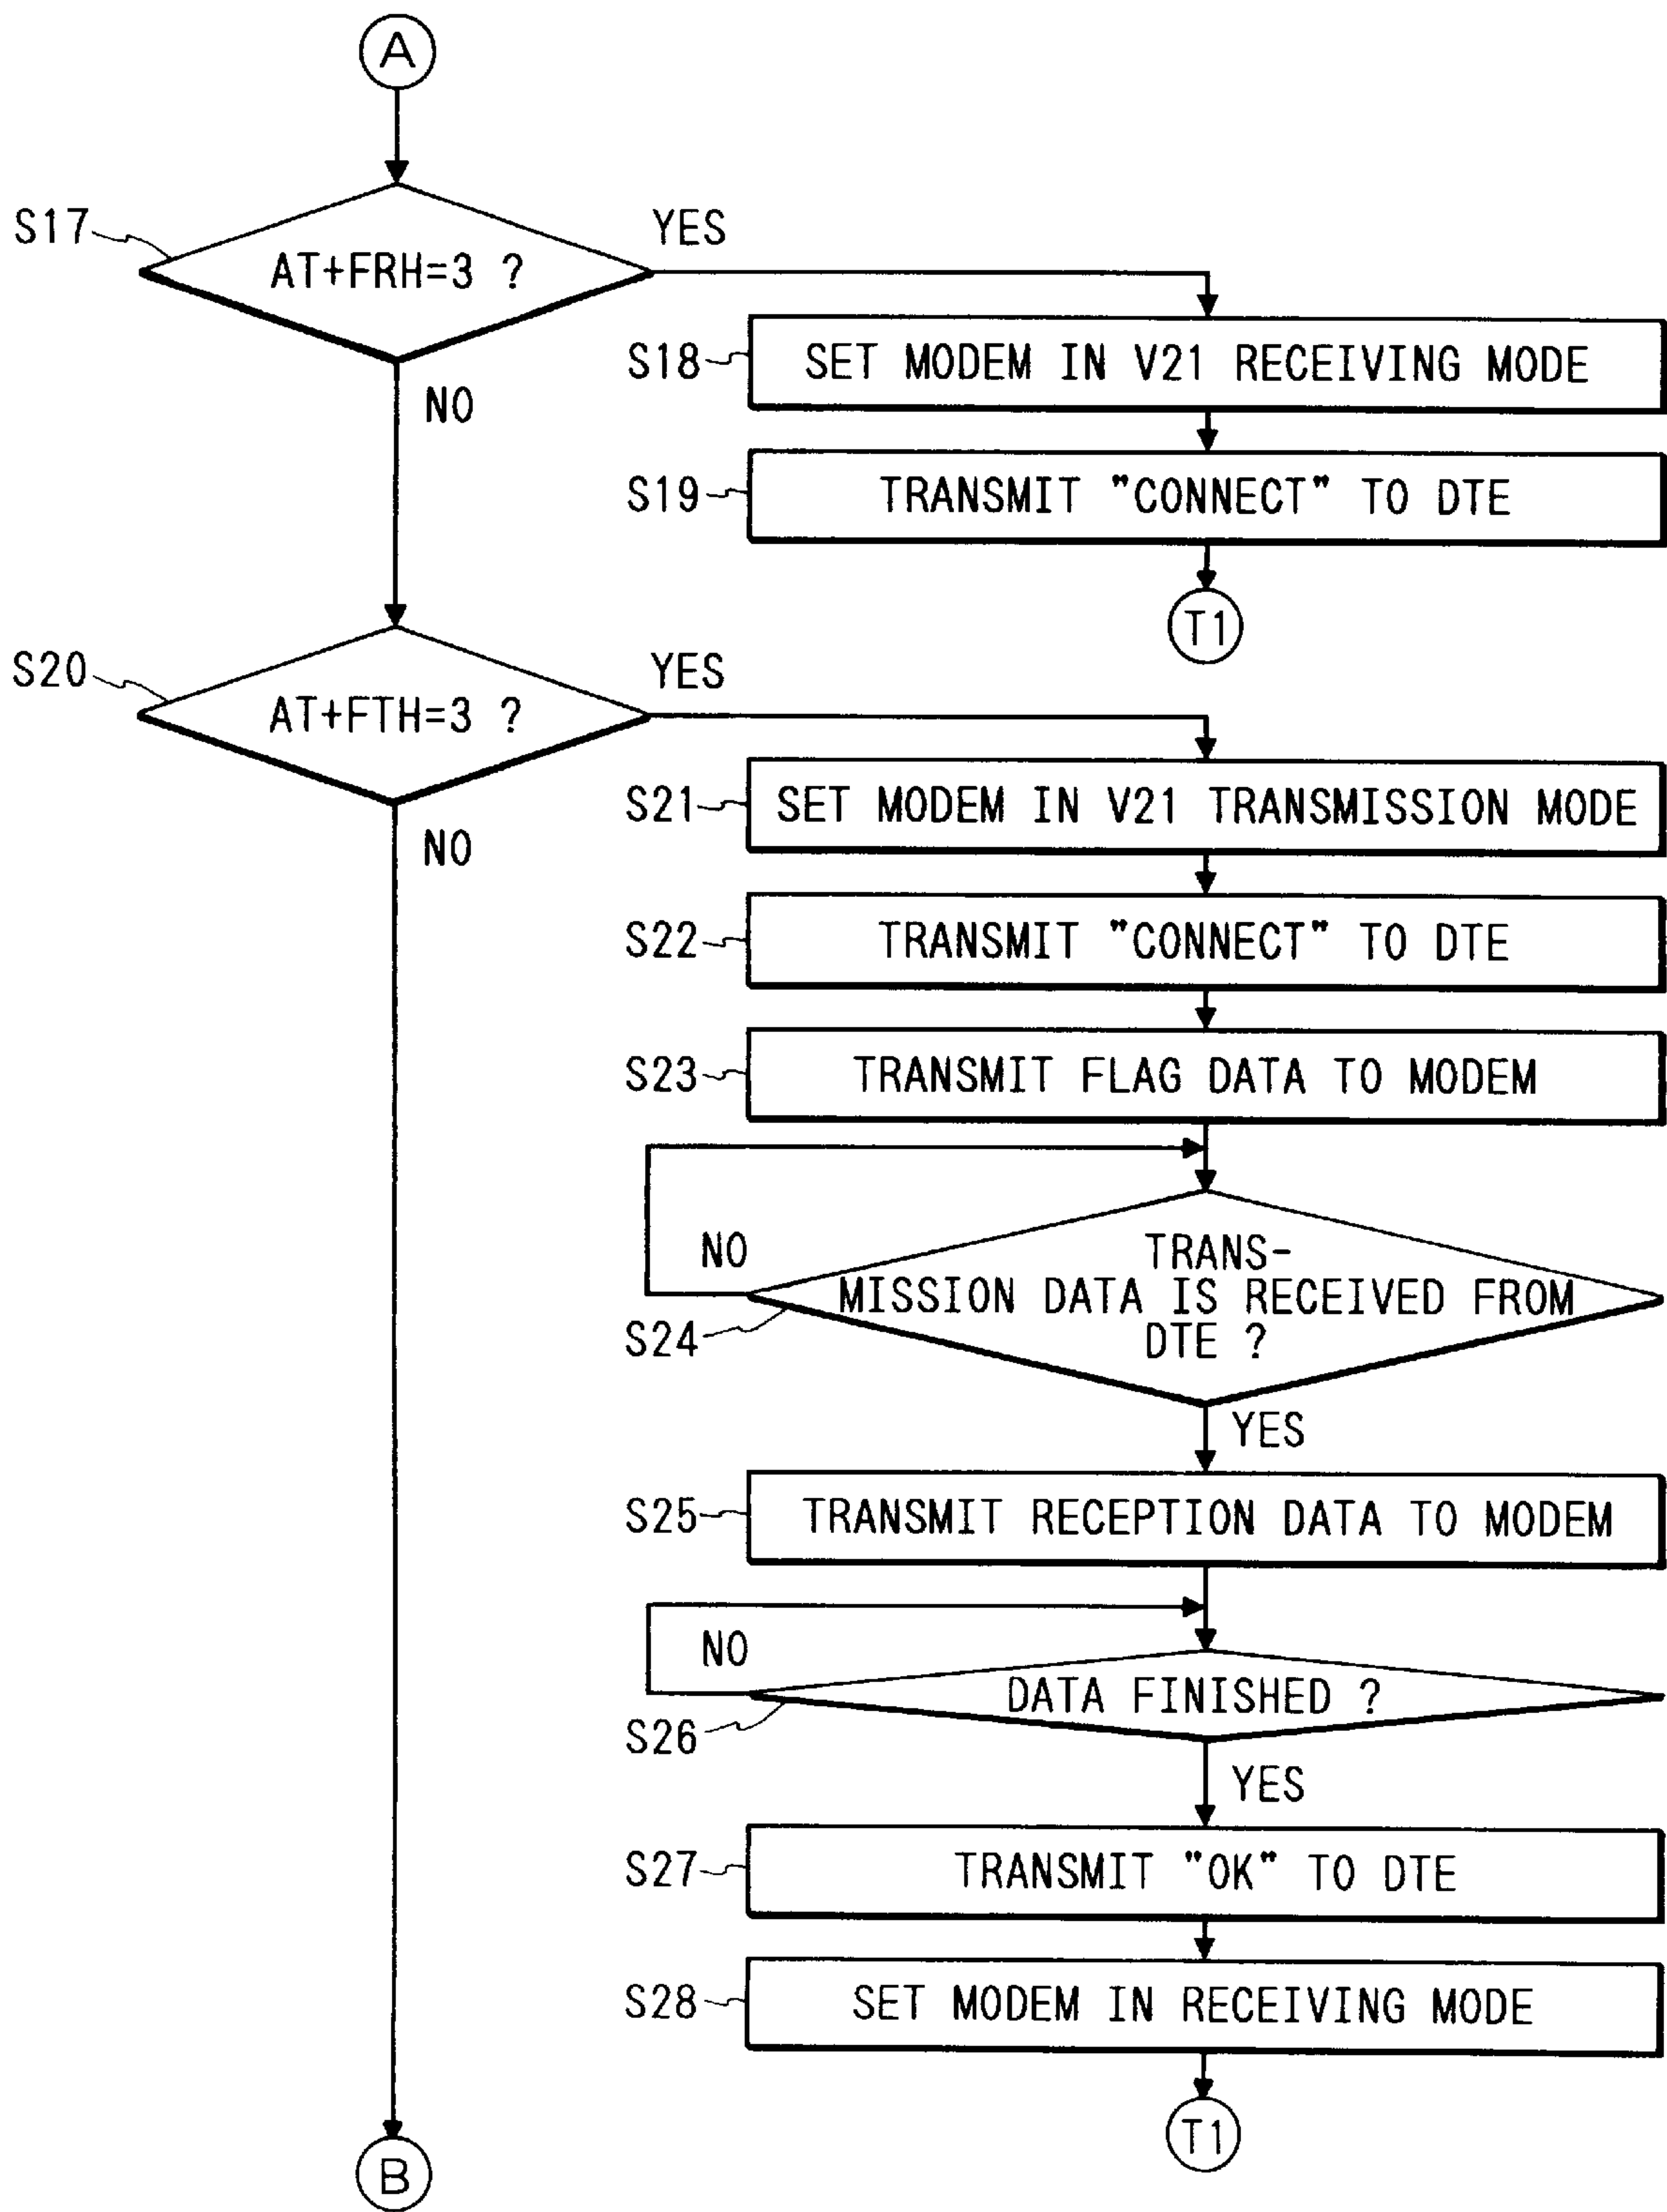 A
S17
AT+FRH=3 ?
YES
NO
S18
SET MODEM IN V21 RECEIVING MODE
S19
TRANSMIT "CONNECT" TO DTE
T1
S20
AT+FTH=3 ?
YES
NO
S21
SET MODEM IN V21 TRANSMISSION MODE
S22
TRANSMIT "CONNECT" TO DTE
S23
TRANSMIT FLAG DATA TO MODEM
NO
S24
TRANS-
MISSION DATA IS RECEIVED FROM
DTE ?
YES
S25
TRANSMIT RECEPTION DATA TO MODEM
NO
S26
DATA FINISHED ?
YES
S27
TRANSMIT "OK" TO DTE
S28
SET MODEM IN RECEIVING MODE
T1
B